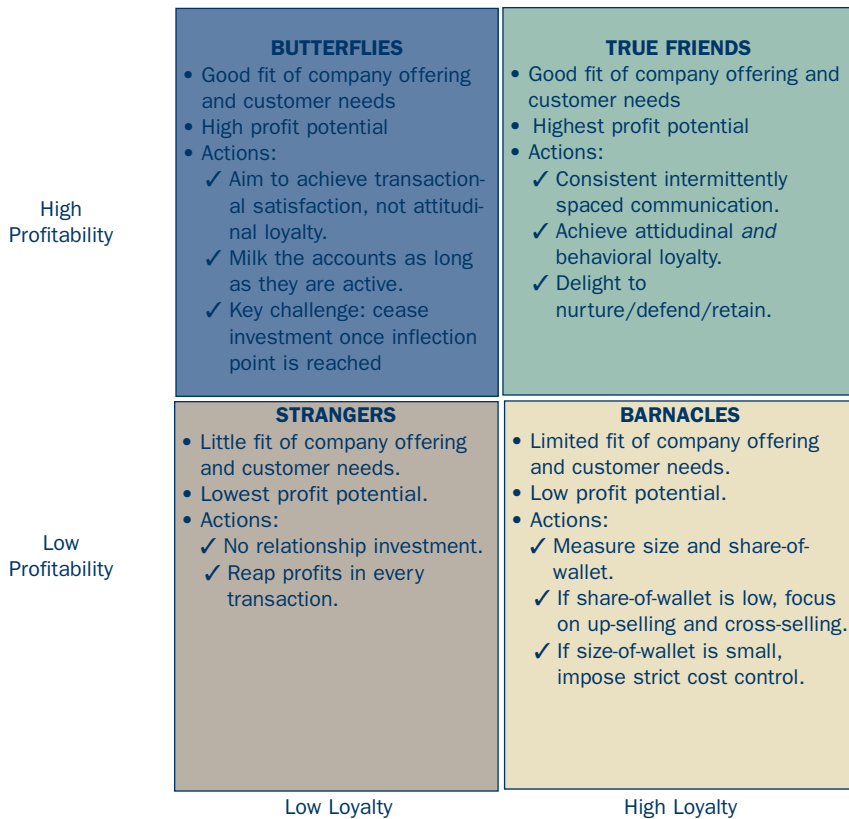 High
Profitability
BUTTERFLIES
• Good fit of company offering
and customer needs
• High profit potential
• Actions:
✓ Aim to achieve transaction-
al satisfaction, not attitudi-
nal loyalty.
✓ Milk the accounts as long
as they are active.
✓ Key challenge: cease
investment once inflection
point is reached
TRUE FRIENDS
• Good fit of company offering and
customer needs
• Highest profit potential
• Actions:
✓ Consistent intermittently
spaced communication.
✓ Achieve attidudinal and
behavioral loyalty.
✓ Delight to
nurture/defend/retain.
Low
Profitability
STRANGERS
• Little fit of company offering
and customer needs.
• Lowest profit potential.
• Actions:
✓ No relationship investment.
✓ Reap profits in every
transaction.
BARNACLES
• Limited fit of company offering
and customer needs.
• Low profit potential.
• Actions:
✓ Measure size and share-of-
wallet.
✓ If share-of-wallet is low, focus
on up-selling and cross-selling.
✓ If size-of-wallet is small,
impose strict cost control.
Low Loyalty
High Loyalty